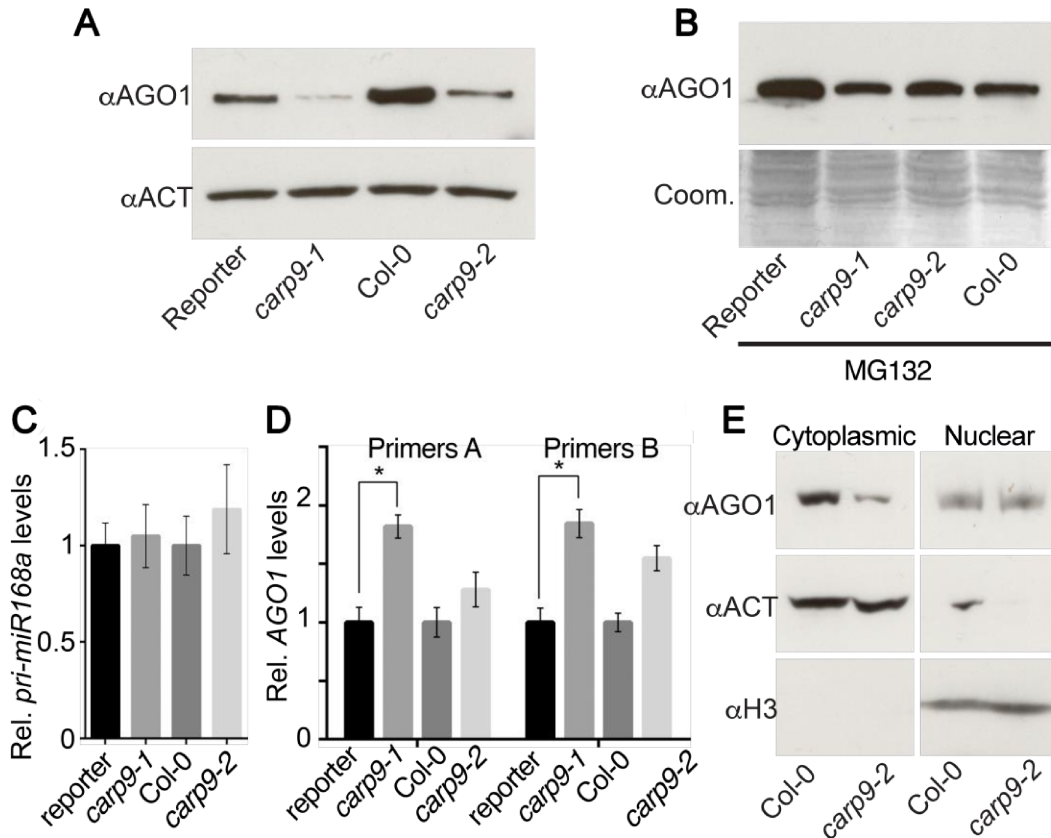 A
αAGO1
αACT
Reporter
carp9-1
Col-0
carp9-2
B
αAGO1
Coom.
Reporter
carp9-1
carp9-2
Col-0
MG132
C
Rel. pri-miR168a levels
1.5
1
0.5
0
reporter
carp9-1
Col-0
carp9-2
D
Primers A
Primers B
*
*
Rel. AGO1 levels
2
1
0
reporter
carp9-1
Col-0
carp9-2
reporter
carp9-1
Col-0
carp9-2
E
Cytoplasmic
Nuclear
αAGO1
αACT
αH3
Col-0
carp9-2
Col-0
carp9-2